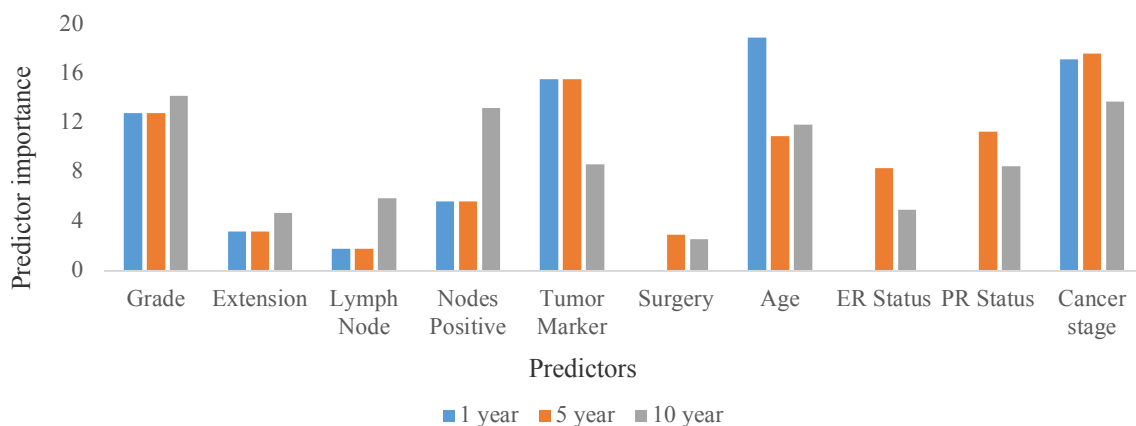 20
16
12
8
4
0
Predictor importance
Grade Extension Lymph Node Nodes Positive Tumor Marker Surgery Age ER Status PR Status Cancer stage
Predictors
1 year 5 year 10 year